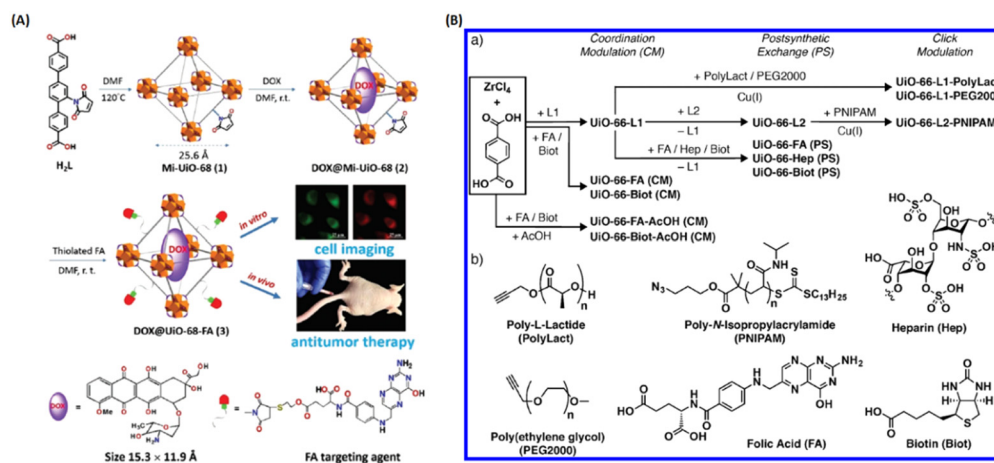 (A)
OH
DMF
120°C
DOX
DMF, r.t.
DOX
25.6 Å
H₂L
Mi-UiO-68 (1)
DOX@Mi-UiO-68 (2)
Thiolated FA
DMF, r. t.
DOX
in vitro
cell imaging
in vivo
antitumor therapy
DOX@UiO-68-FA (3)
DOX
=
=
Size 15.3 × 11.9 Å
FA targeting agent
(B)
a)
Coordination
Modulation (CM)
Postsynthetic
Exchange (PS)
Click
Modulation
ZrCl₄
+
+ L1
+ FA /
Biot
+ FA / Biot
+ AcOH
UiO-66-L1
+ PolyLact / PEG2000
Cu(I)
UiO-66-L1-PolyLac
UiO-66-L1-PEG200
+ L2
– L1
UiO-66-L2
+ PNIPAM
Cu(I)
UiO-66-L2-PNIPAM
+ FA / Hep / Biot
– L1
UiO-66-FA (PS)
UiO-66-Hep (PS)
UiO-66-Biot (PS)
UiO-66-FA (CM)
UiO-66-Biot (CM)
UiO-66-FA-AcOH (CM)
UiO-66-Biot-AcOH (CM)
b)
Poly-L-Lactide
(PolyLact)
Poly-N-Isopropylacrylamide
(PNIPAM)
Heparin (Hep)
Poly(ethylene glycol)
(PEG2000)
Folic Acid (FA)
Biotin (Biot)